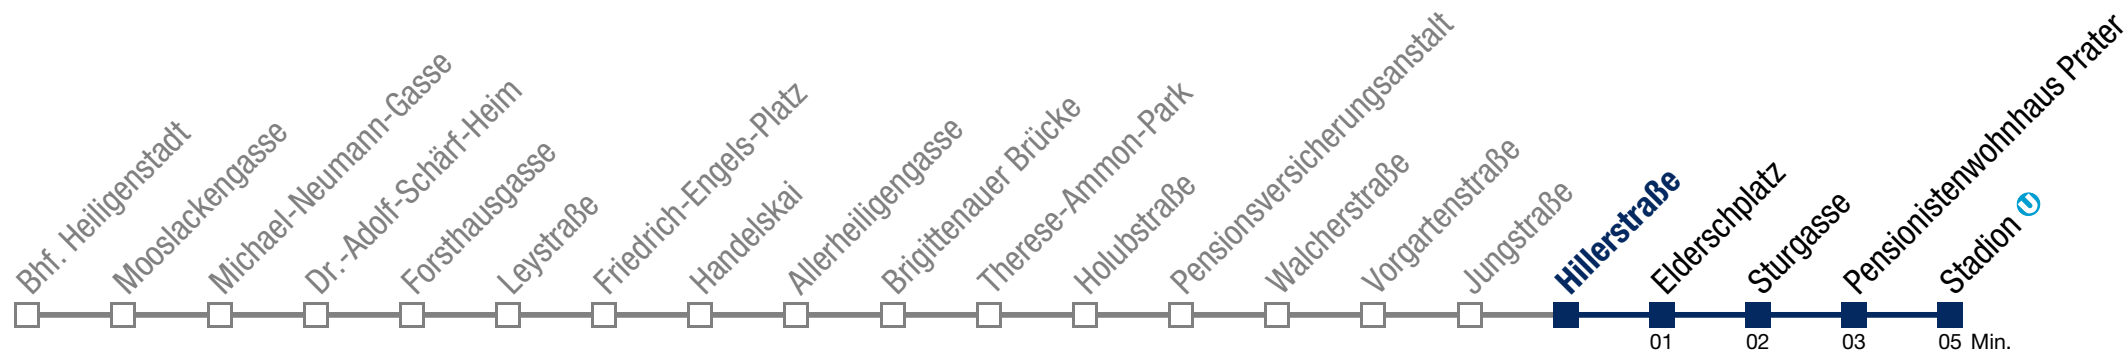 Bhf. Heiligenstadt
Mooslackengasse
Michael-Neumann-Gasse
Dr.-Adolf-Schärf-Heim
Forsthausgasse
Leystraße
Friedrich-Engels-Platz
Handelskai
Allerheiligengasse
Brigittenauer Brücke
Therese-Ammon-Park
Holubstraße
Pensionsversicherungsanstalt
Walcherstraße
Vorgartenstraße
Jungstraße
Hillerstraße
Elderschplatz
Sturgasse
Pensionistenwohnhaus Prater
Stadion U
01 02 03 05 Min.